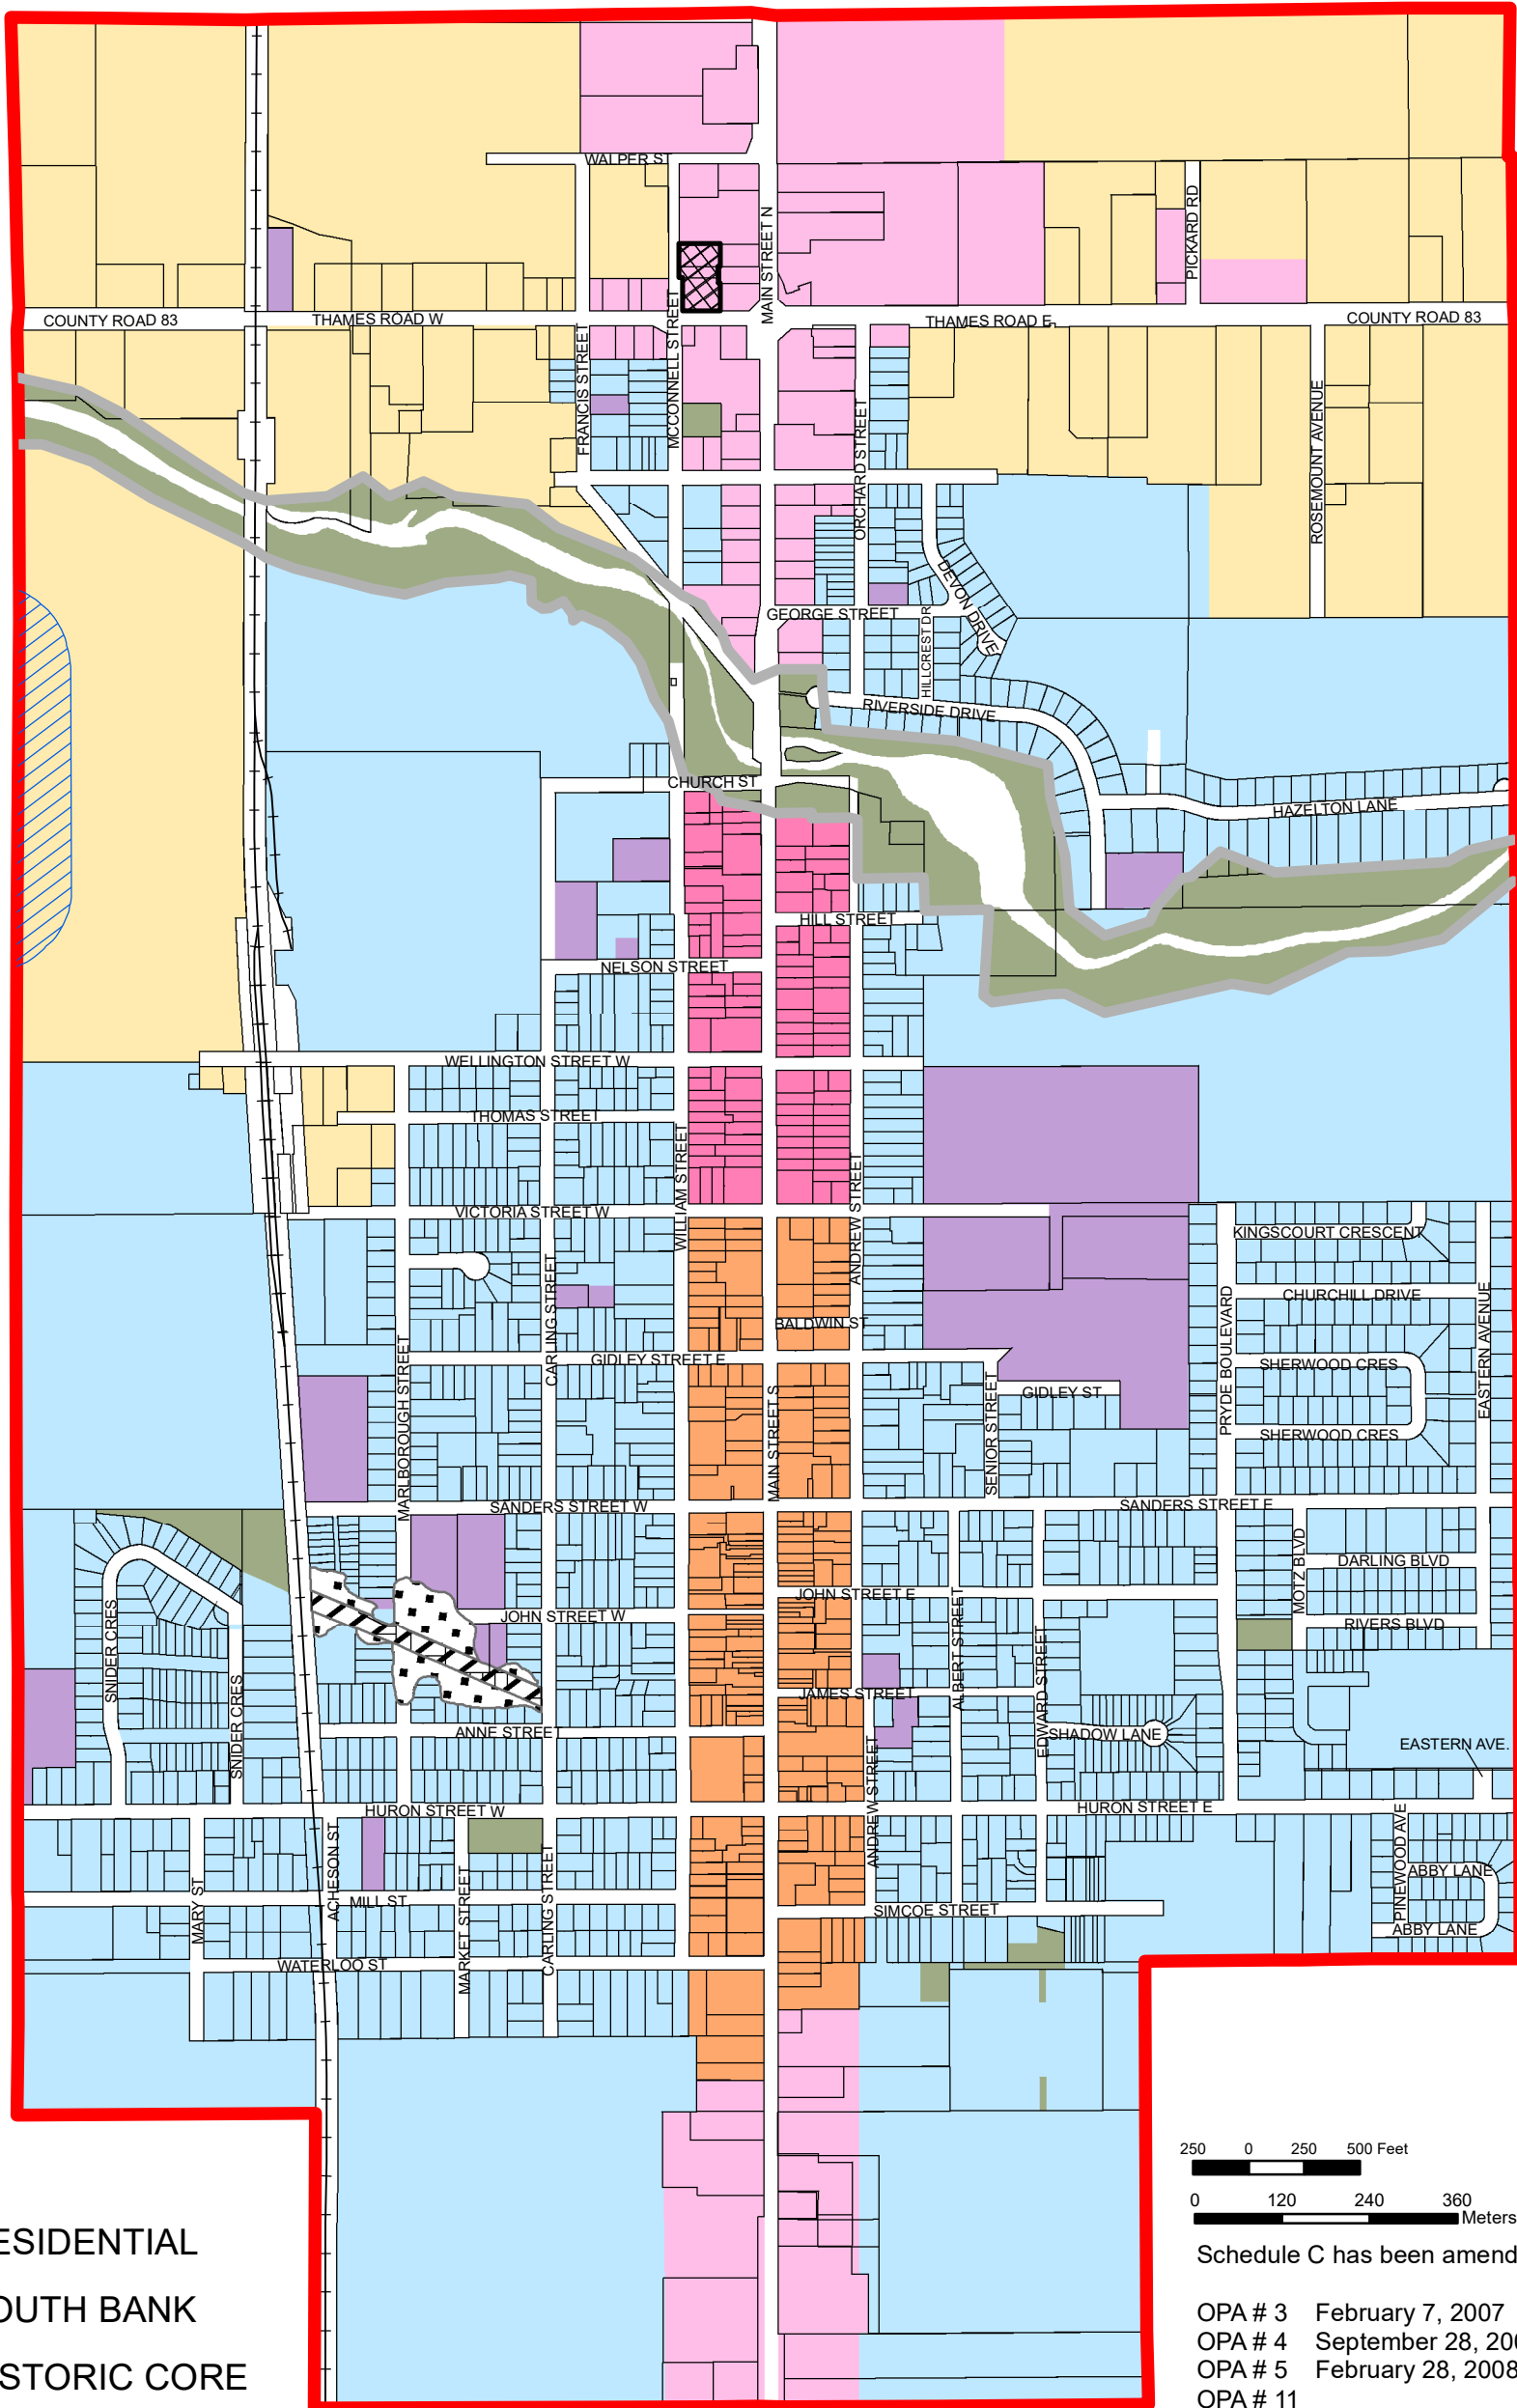 WALPER ST
MAIN STREET N
PICKARD RD
COUNTY ROAD 83
THAMES ROAD W
THAMES ROAD E
COUNTY ROAD 83
FRANCIS STREET
MCCONNELL STREET
ORCHARD STREET
ROSEMOUNT AVENUE
DEVON DRIVE
GEORGE STREET
HILLCREST DR
RIVERSIDE DRIVE
CHURCH ST
HAZELTON LANE
HILL STREET
NELSON STREET
WELLINGTON STREET W
THOMAS STREET
WILLIAM STREET
ANDREW STREET
VICTORIA STREET W
KINGSCOURT CRESCENT
CARLING STREET
CHURCHILL DRIVE
EASTERN AVENUE
BALDWIN ST
PRYDE BOULEVARD
MARLBOROUGH STREET
GIDLEY STREET E
SHERWOOD CRES
MAIN STREET S
SENIOR STREET
GIDLEY ST
SHERWOOD CRES
SANDERS STREET W
SANDERS STREET E
MOTZ BLVD
DARLING BLVD
JOHN STREET E
JOHN STREET W
RIVERS BLVD
SNIDER CRES
ALBERT STREET
EDWARD STREET
SNIDER CRES
JAMES STREET
ANNE STREET
SHADOW LANE
EASTERN AVE.
ANDREW STREET
HURON STREET W
HURON STREET E
ACHESON ST
PINEWOOD AVE
ABBY LANE
MARY ST
MILL ST
MARKET STREET
CARLING STREET
SIMCOE STREET
ABBY LANE
WATERLOO ST
250 0 250 500 Feet
0 120 240 360
Meters
ESIDENTIAL
OUTH BANK
STORIC CORE
Schedule C has been amend
OPA # 3 February 7, 2007
OPA # 4 September 28, 200
OPA # 5 February 28, 2008
OPA # 11